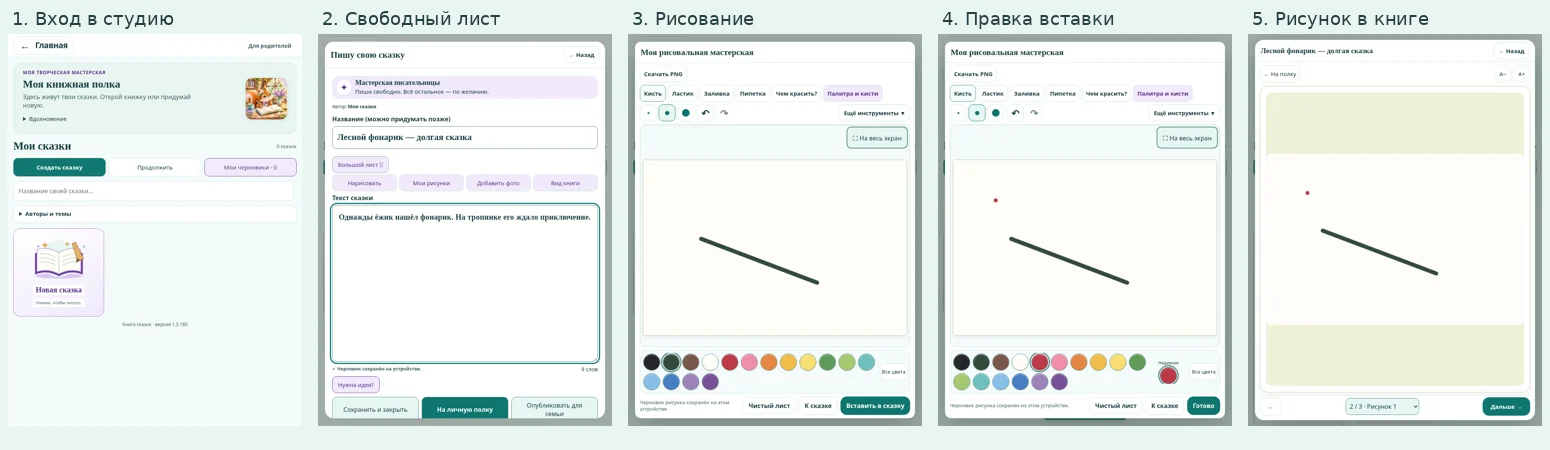 1. Вход в студию
← Главная
Для родителей
МОЯ ТВОРЧЕСКАЯ МАСТЕРСКАЯ
Моя книжная полка
Здесь живут твои сказки. Открой книжку или придумай
новую.
▸ Вдохновение
Мои сказки
0 сказок
Создать сказку
Продолжить
Мои черновики · 0
Название своей сказки...
▸ Авторы и темы
Новая сказка
Нажми, чтобы писать
Книга сказок · версия 1.5.180
2. Свободный лист
Пишу свою сказку
← Назад
Мастерская писательницы
Пиши свободно. Всё остальное — по желанию.
Автор: Мои сказки
Название (можно придумать позже)
Лесной фонарик — долгая сказка
Большой лист
Нарисовать
Мои рисунки
Добавить фото
Вид книги
Текст сказки
Однажды ёжик нашёл фонарик. На тропинке его ждало приключение.
✓ Черновик сохранён на устройстве.
9 слов
Нужна идея?
Сохранить и закрыть
На личную полку
Опубликовать для
семьи
3. Рисование
Моя рисовальная мастерская
Скачать PNG
Кисть
Ластик
Заливка
Пипетка
Чем красить?
Палитра и кисти
Ещё инструменты ▾
На весь экран
Все цвета
Черновик рисунка сохранён на этом
устройстве.
Чистый лист
К сказке
Вставить в сказку
4. Правка вставки
Моя рисовальная мастерская
Скачать PNG
Кисть
Ластик
Заливка
Пипетка
Чем красить?
Палитра и кисти
Ещё инструменты ▾
На весь экран
Недавние
Все цвета
Черновик рисунка сохранён на этом устройстве.
Чистый лист
К сказке
Готово
5. Рисунок в книге
Лесной фонарик — долгая сказка
← Назад
← На полку
A−
A+
←
2 / 3 · Рисунок 1
Дальше →